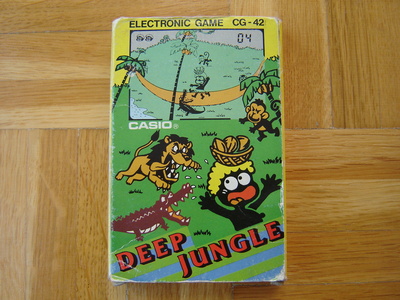 ELECTRONIC GAME CG-42
04
CASIO®
DEEP
JUNGLE